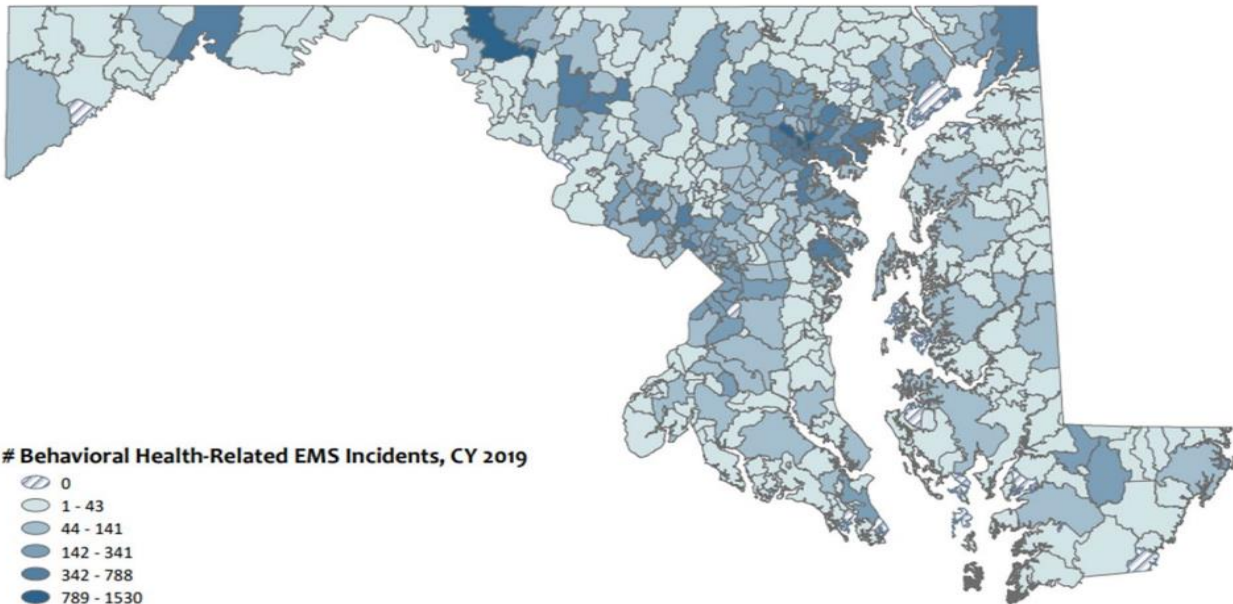 # Behavioral Health-Related EMS Incidents, CY 2019
0
1 - 43
44 - 141
142 - 341
342 - 788
789 - 1530